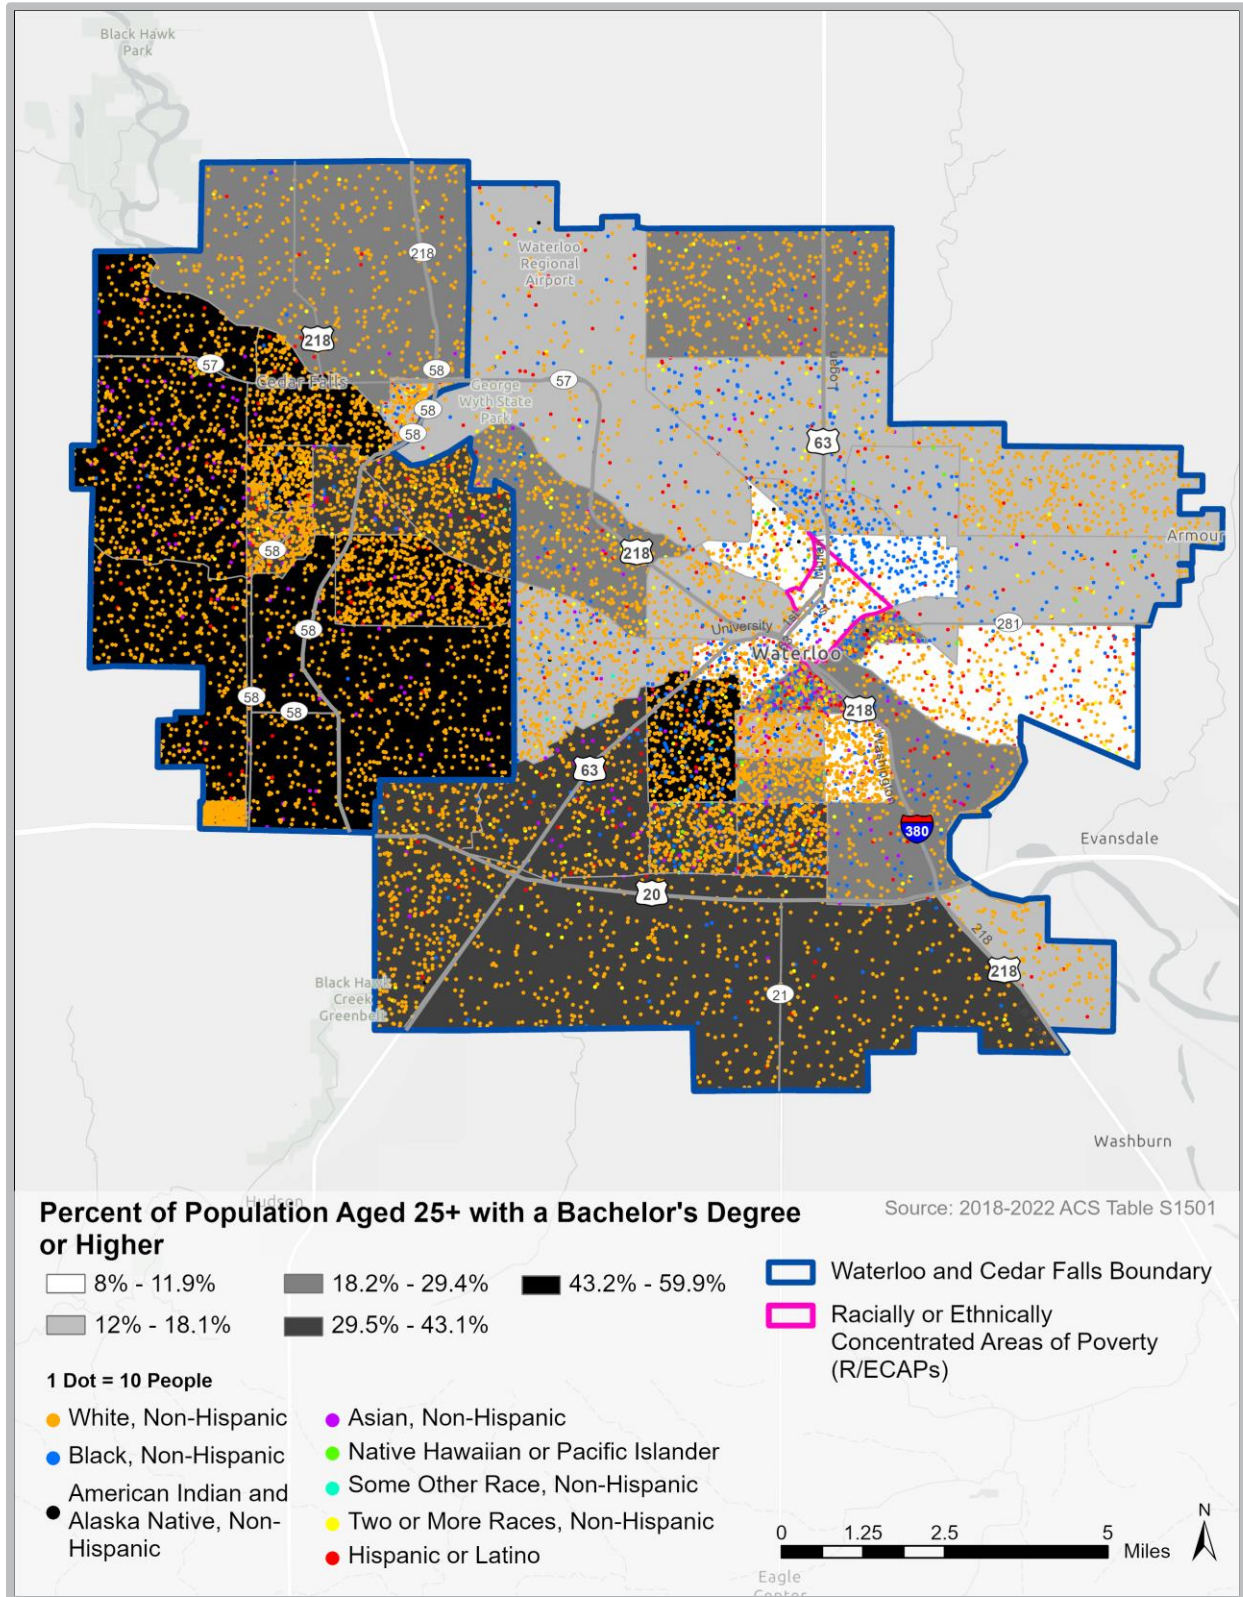 Black Hawk
Park
Waterloo
Regional
Airport
218
218
57
Cedar Falls
58
57
George
Wyth State
Park
58
58
Logan
63
58
218
Armour
University
281
58
Waterloo
58
58
218
Washington
63
380
Evansdale
20
218
218
21
Black Hawk
Creek
Greenbelt
Washburn
Hudson
Percent of Population Aged 25+ with a Bachelor's Degree
or Higher
Source: 2018-2022 ACS Table S1501
8% - 11.9%
18.2% - 29.4%
43.2% - 59.9%
12% - 18.1%
29.5% - 43.1%
Waterloo and Cedar Falls Boundary
Racially or Ethnically
Concentrated Areas of Poverty
(R/ECAPs)
1 Dot = 10 People
White, Non-Hispanic
Black, Non-Hispanic
American Indian and
Alaska Native, Non-
Hispanic
Asian, Non-Hispanic
Native Hawaiian or Pacific Islander
Some Other Race, Non-Hispanic
Two or More Races, Non-Hispanic
Hispanic or Latino
N
0 1.25 2.5 5
Miles
Eagle
Center